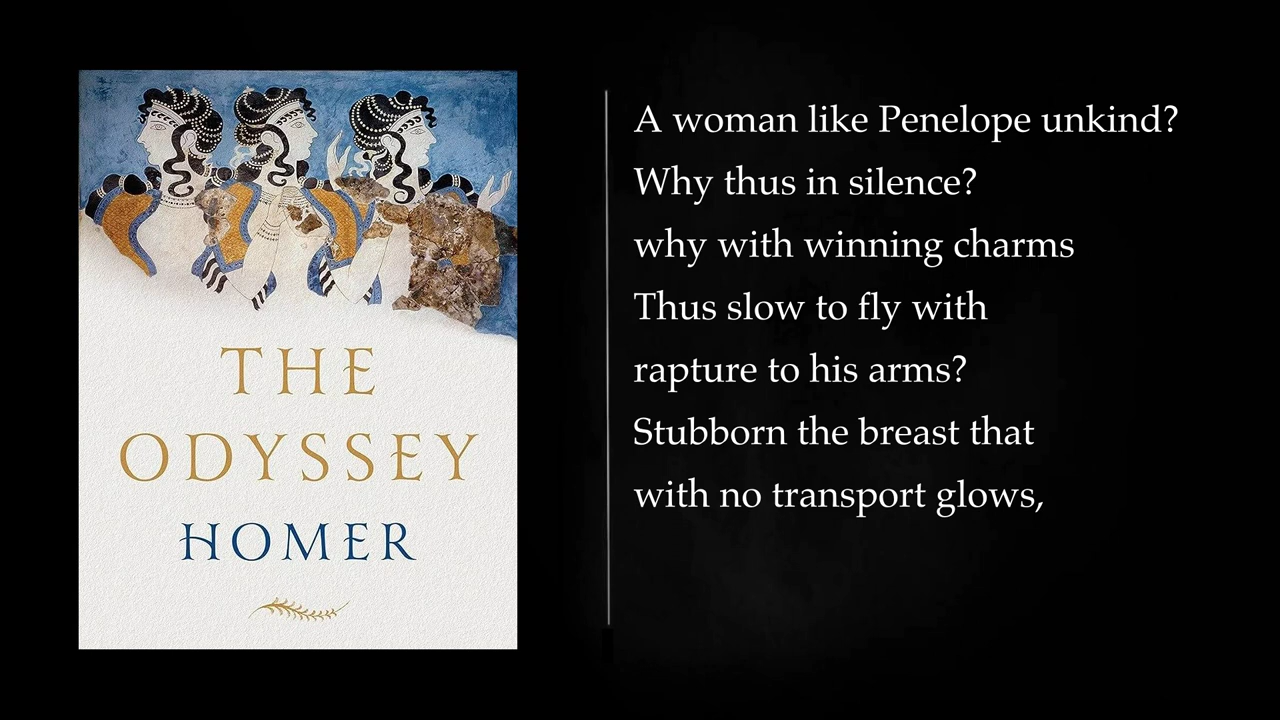 THE
ODYSSEY
HOMER
A woman like Penelope unkind?
Why thus in silence?
why with winning charms
Thus slow to fly with
rapture to his arms?
Stubborn the breast that
with no transport glows,